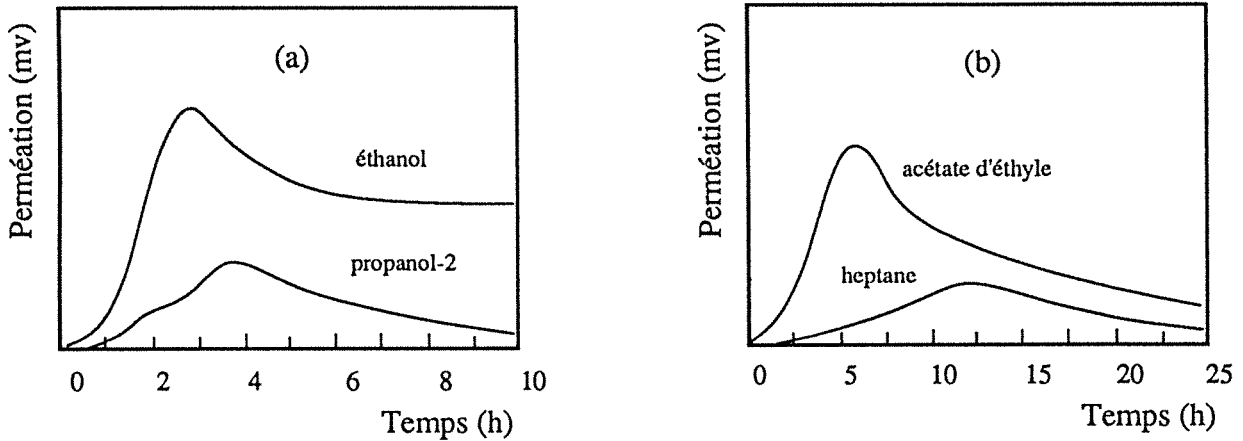 (a)
Perméation (mv)
éthanol
propanol-2
0 2 4 6 8 10
Temps (h)
(b)
Perméation (mv)
acétate d'éthyle
heptane
0 5 10 15 20 25
Temps (h)